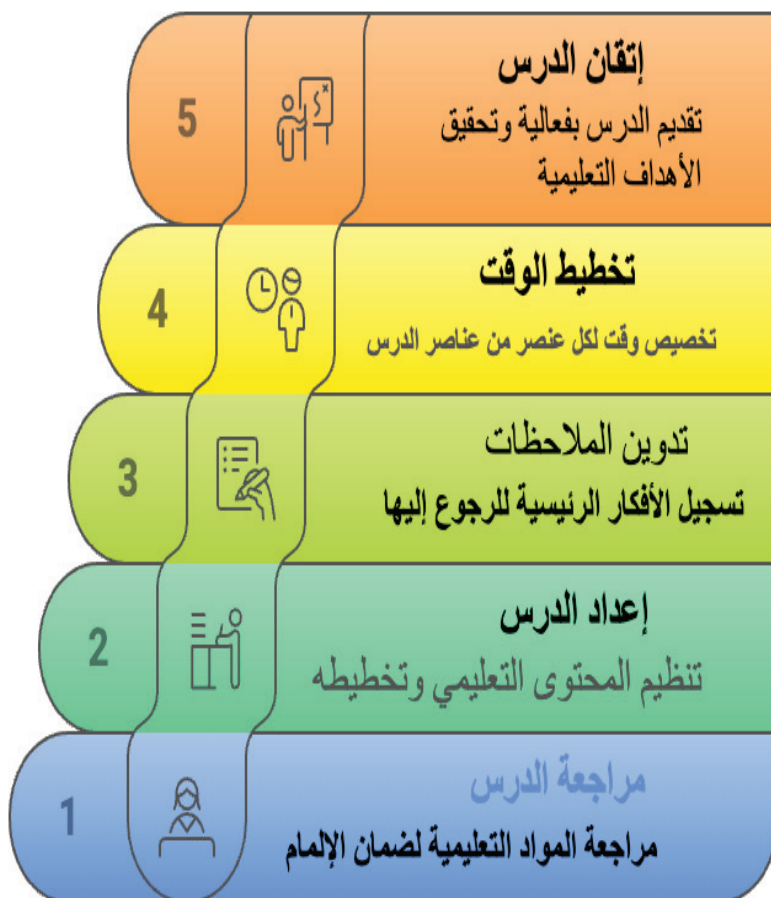 5
إتقان الدرس
تقديم الدرس بفعالية وتحقيق
الأهداف التعليمية
4
تخطيط الوقت
تخصيص وقت لكل عنصر من عناصر الدرس
3
تدوين الملاحظات
تسجيل الأفكار الرئيسية للرجوع إليها
2
إعداد الدرس
تنظيم المحتوى التعليمي وتخطيطه
1
مراجعة الدرس
مراجعة المواد التعليمية لضمان الإلمام